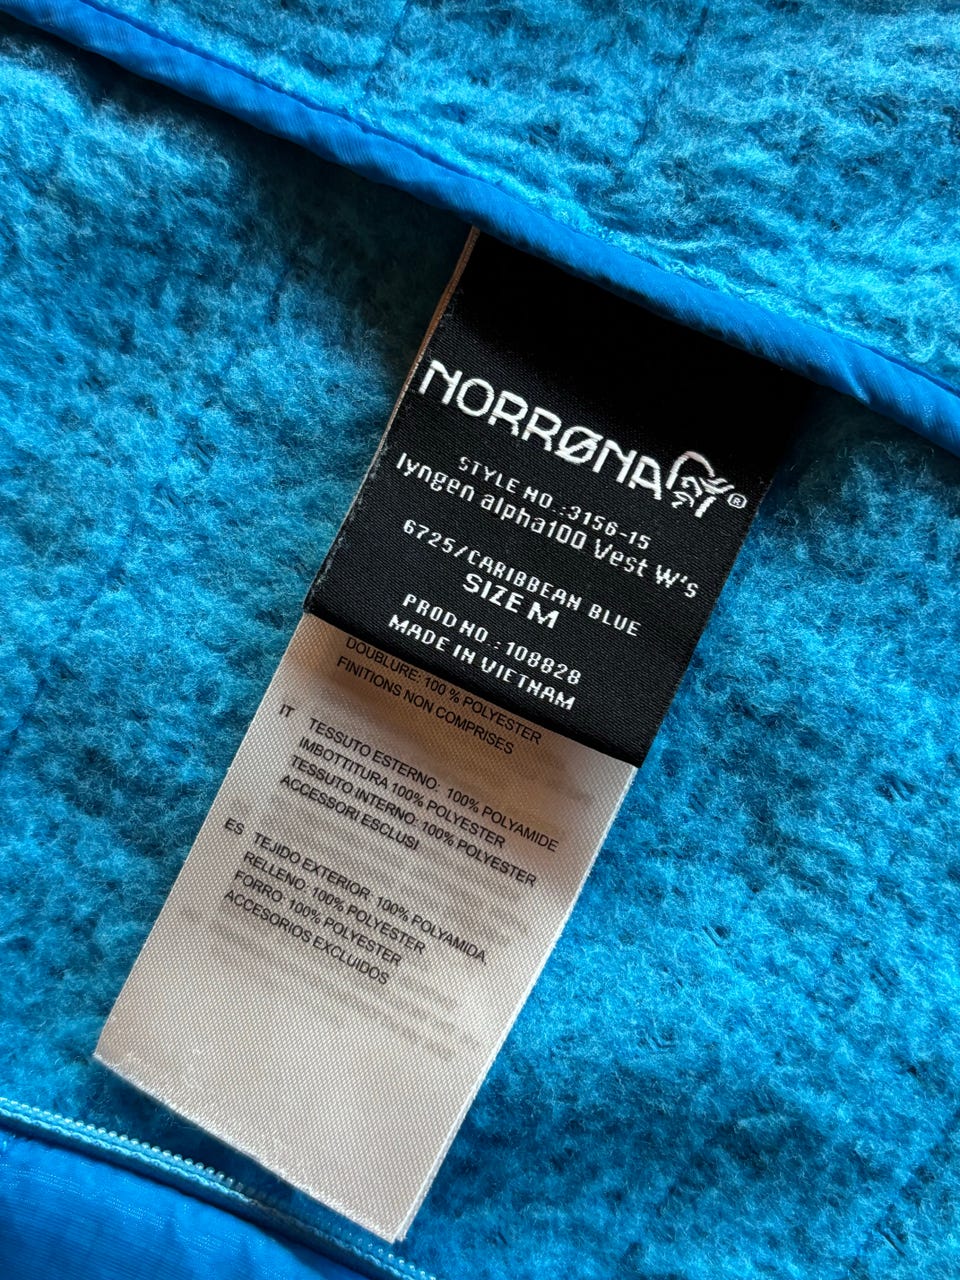 NORRØNA®
STYLE NO.:3156-15
lyngen alpha100 Vest W's
6725/CARIBBEAN BLUE
SIZE M
PROD NO.:108828
MADE IN VIETNAM
DOUBLURE: 100 % POLYESTER
FINITIONS NON COMPRISES
IT TESSUTO ESTERNO: 100% POLYAMIDE
IMBOTTITURA 100% POLYESTER
TESSUTO INTERNO: 100% POLYESTER
ACCESSORI ESCLUSI
ES TEJIDO EXTERIOR: 100% POLYAMIDA.
RELLENO: 100% POLYESTER
FORRO: 100% POLYESTER
ACCESORIOS EXCLUIDOS